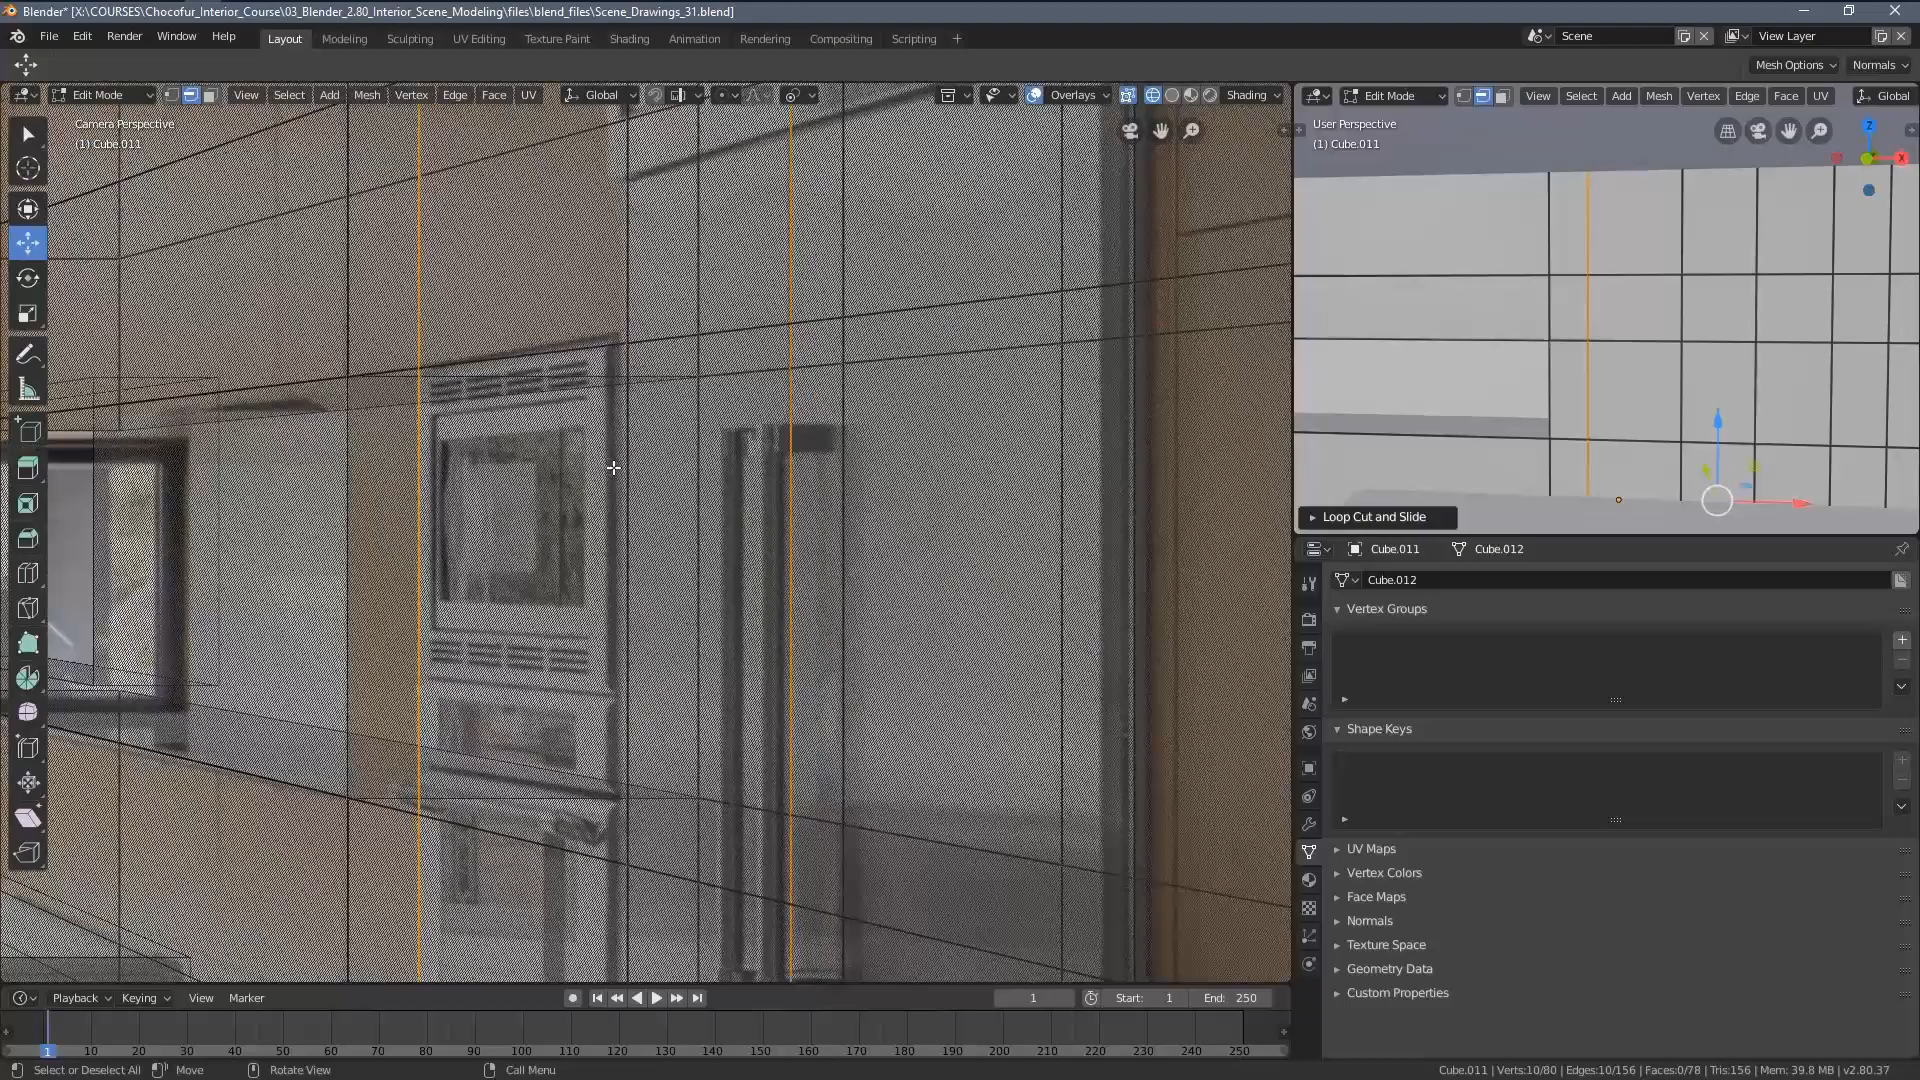 Blender* [X:\COURSES\Chocofur_Interior_Course\03_Blender_2.80_Interior_Scene_Modeling\files\blend_files\Scene_Drawings_31.blend]
File Edit Render Window Help Layout Modeling Sculpting UV Editing Texture Paint Shading Animation Rendering Compositing Scripting + Scene View Layer
Mesh Options Normals
Edit Mode View Select Add Mesh Vertex Edge Face UV Global Overlays Shading
Edit Mode View Select Add Mesh Vertex Edge Face UV Global
Camera Perspective
(1) Cube.011
User Perspective
(1) Cube.011
Z
X
Loop Cut and Slide
Cube.011 Cube.012
Cube.012
Vertex Groups
Shape Keys
UV Maps
Vertex Colors
Face Maps
Normals
Texture Space
Geometry Data
Custom Properties
Playback Keying View Marker 1 Start: 1 End: 250
1 10 20 30 40 50 60 70 80 90 100 110 120 130 140 150 160 170 180 190 200 210 220 230 240 250
Select or Deselect All Move Rotate View Call Menu Cube.011 | Verts:10/80 | Edges:10/156 | Faces:0/78 | Tris:156 | Mem: 39.8 MB | v2.80.37